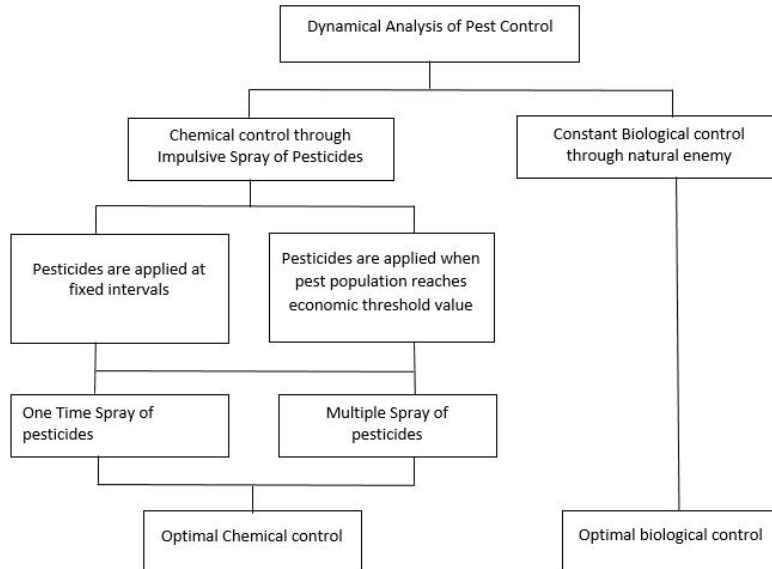 Dynamical Analysis of Pest Control
Chemical control through
Impulsive Spray of Pesticides
Constant Biological control
through natural enemy
Pesticides are applied at
fixed intervals
Pesticides are applied when
pest population reaches
economic threshold value
One Time Spray of
pesticides
Multiple Spray of
pesticides
Optimal Chemical control
Optimal biological control